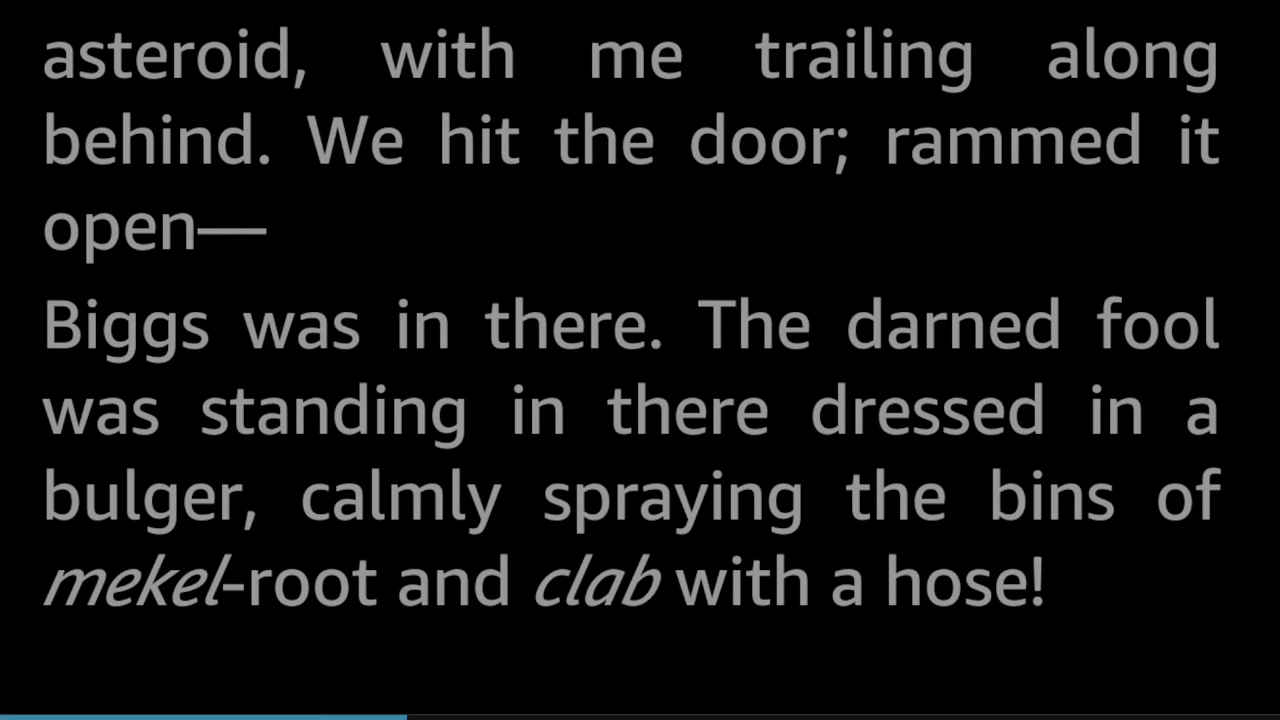 asteroid, with me trailing along
behind. We hit the door; rammed it
open—
Biggs was in there. The darned fool
was standing in there dressed in a
bulger, calmly spraying the bins of
mekel-root and clab with a hose!